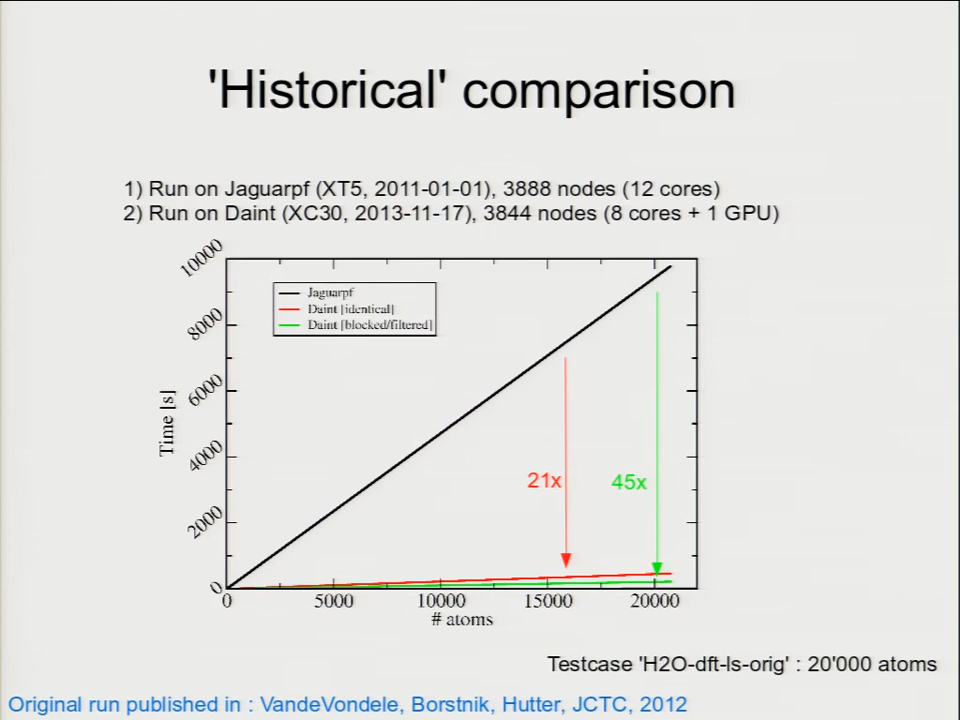 'Historical' comparison
1) Run on Jaguarpf (XT5, 2011-01-01), 3888 nodes (12 cores)
2) Run on Daint (XC30, 2013-11-17), 3844 nodes (8 cores + 1 GPU)
10000
8000
6000
4000
2000
0
Time [s]
Jaguarpf
Daint [identical]
Daint [blocked/filtered]
21x
45x
0 5000 10000 15000 20000
# atoms
Testcase 'H2O-dft-ls-orig' : 20'000 atoms
Original run published in : VandeVondele, Borstnik, Hutter, JCTC, 2012